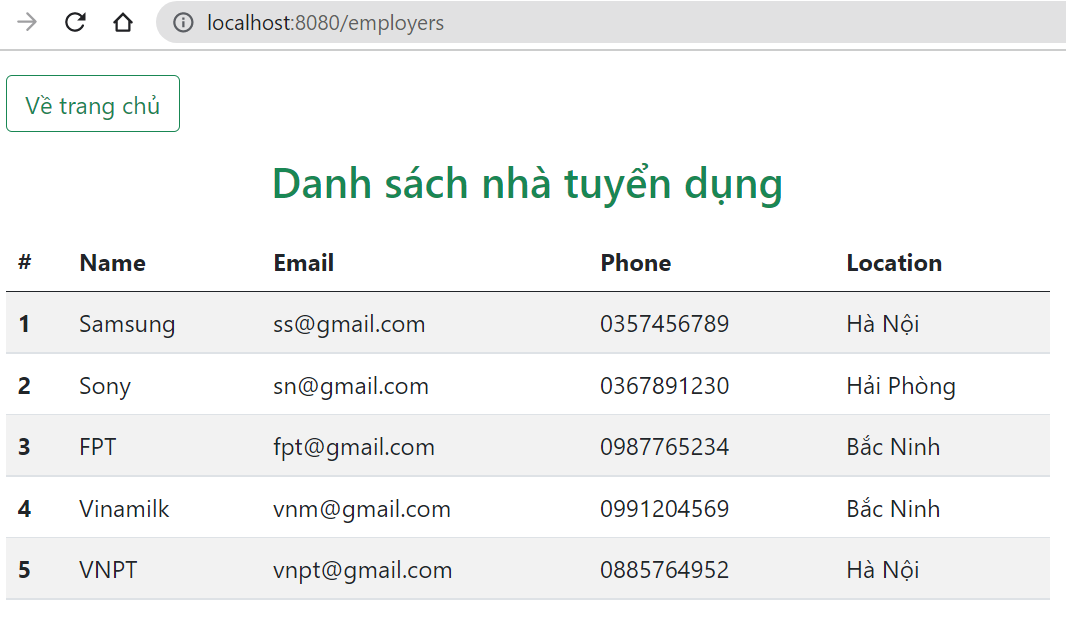 localhost:8080/employers
Về trang chủ
Danh sách nhà tuyển dụng
# Name Email Phone Location
1 Samsung ss@gmail.com 0357456789 Hà Nội
2 Sony sn@gmail.com 0367891230 Hải Phòng
3 FPT fpt@gmail.com 0987765234 Bắc Ninh
4 Vinamilk vnm@gmail.com 0991204569 Bắc Ninh
5 VNPT vnpt@gmail.com 0885764952 Hà Nội